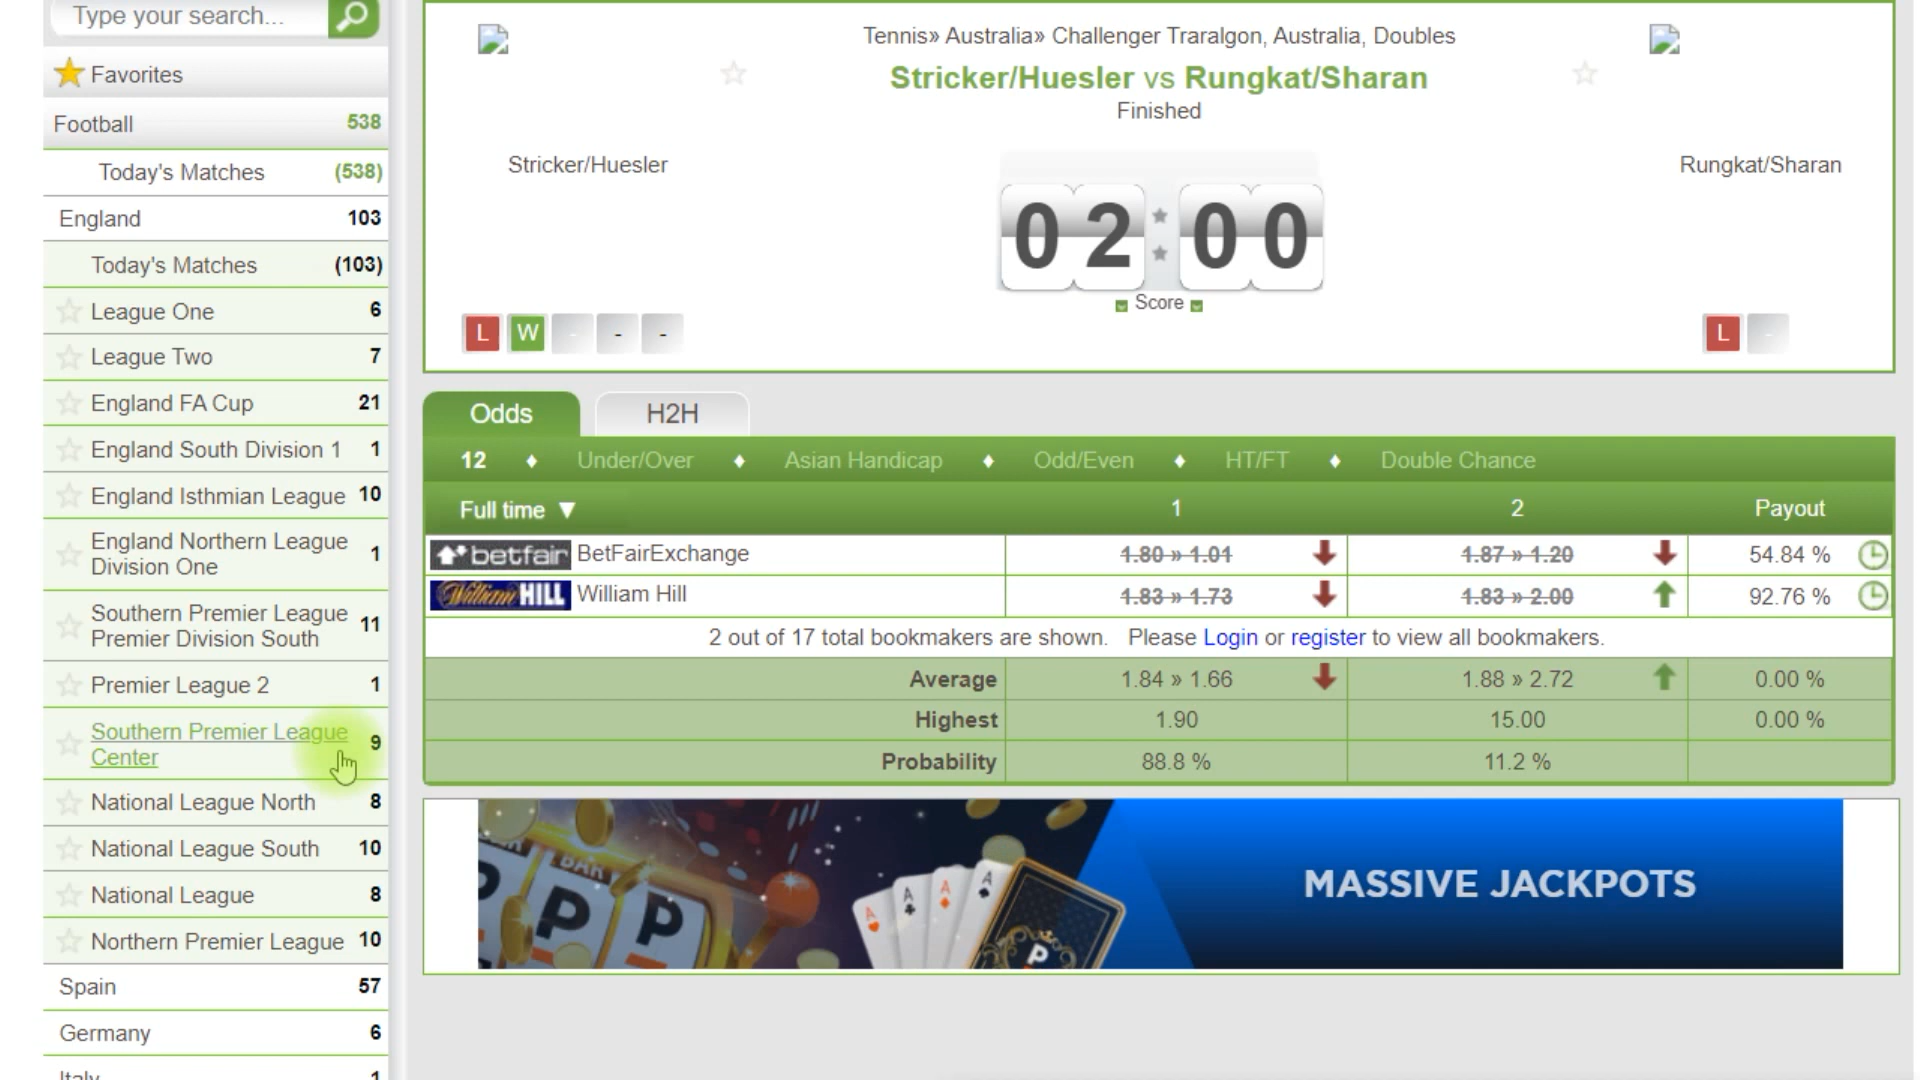 Type your search...
Favorites
Football 538
Today's Matches (538)
England 103
Today's Matches (103)
League One 6
League Two 7
England FA Cup 21
England South Division 1 1
England Isthmian League 10
England Northern League
Division One 1
Southern Premier League
Premier Division South 11
Premier League 2 1
Southern Premier League
Center 9
National League North 8
National League South 10
National League 8
Northern Premier League 10
Spain 57
Germany 6
Italy 1
Tennis» Australia» Challenger Traralgon, Australia, Doubles
Stricker/Huesler vs Rungkat/Sharan
Finished
Stricker/Huesler
Rungkat/Sharan
02 00
Score
L W - - -
L -
Odds H2H
12 ♦ Under/Over ♦ Asian Handicap ♦ Odd/Even ♦ HT/FT ♦ Double Chance
Full time ▼ 1 2 Payout
betfair BetFairExchange 1.80 » 1.01 1.87 » 1.20 54.84 %
William HILL William Hill 1.83 » 1.73 1.83 » 2.00 92.76 %
2 out of 17 total bookmakers are shown. Please Login or register to view all bookmakers.
Average 1.84 » 1.66 1.88 » 2.72 0.00 %
Highest 1.90 15.00 0.00 %
Probability 88.8 % 11.2 %
BAR
P P P
A A A A
P
MASSIVE JACKPOTS